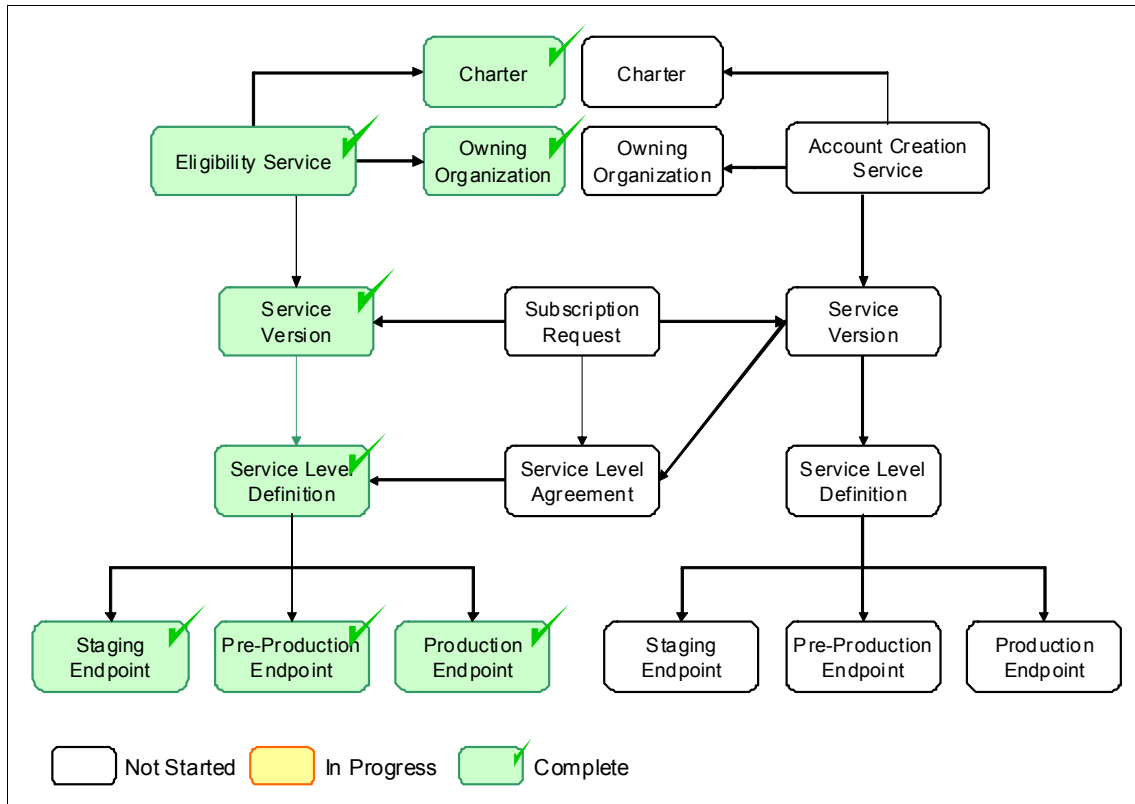 Charter
Charter
Eligibility Service
Owning
Organization
Owning
Organization
Account Creation
Service
Service
Version
Subscription
Request
Service
Version
Service Level
Definition
Service Level
Agreement
Service Level
Definition
Staging
Endpoint
Pre-Production
Endpoint
Production
Endpoint
Staging
Endpoint
Pre-Production
Endpoint
Production
Endpoint
Not Started
In Progress
Complete